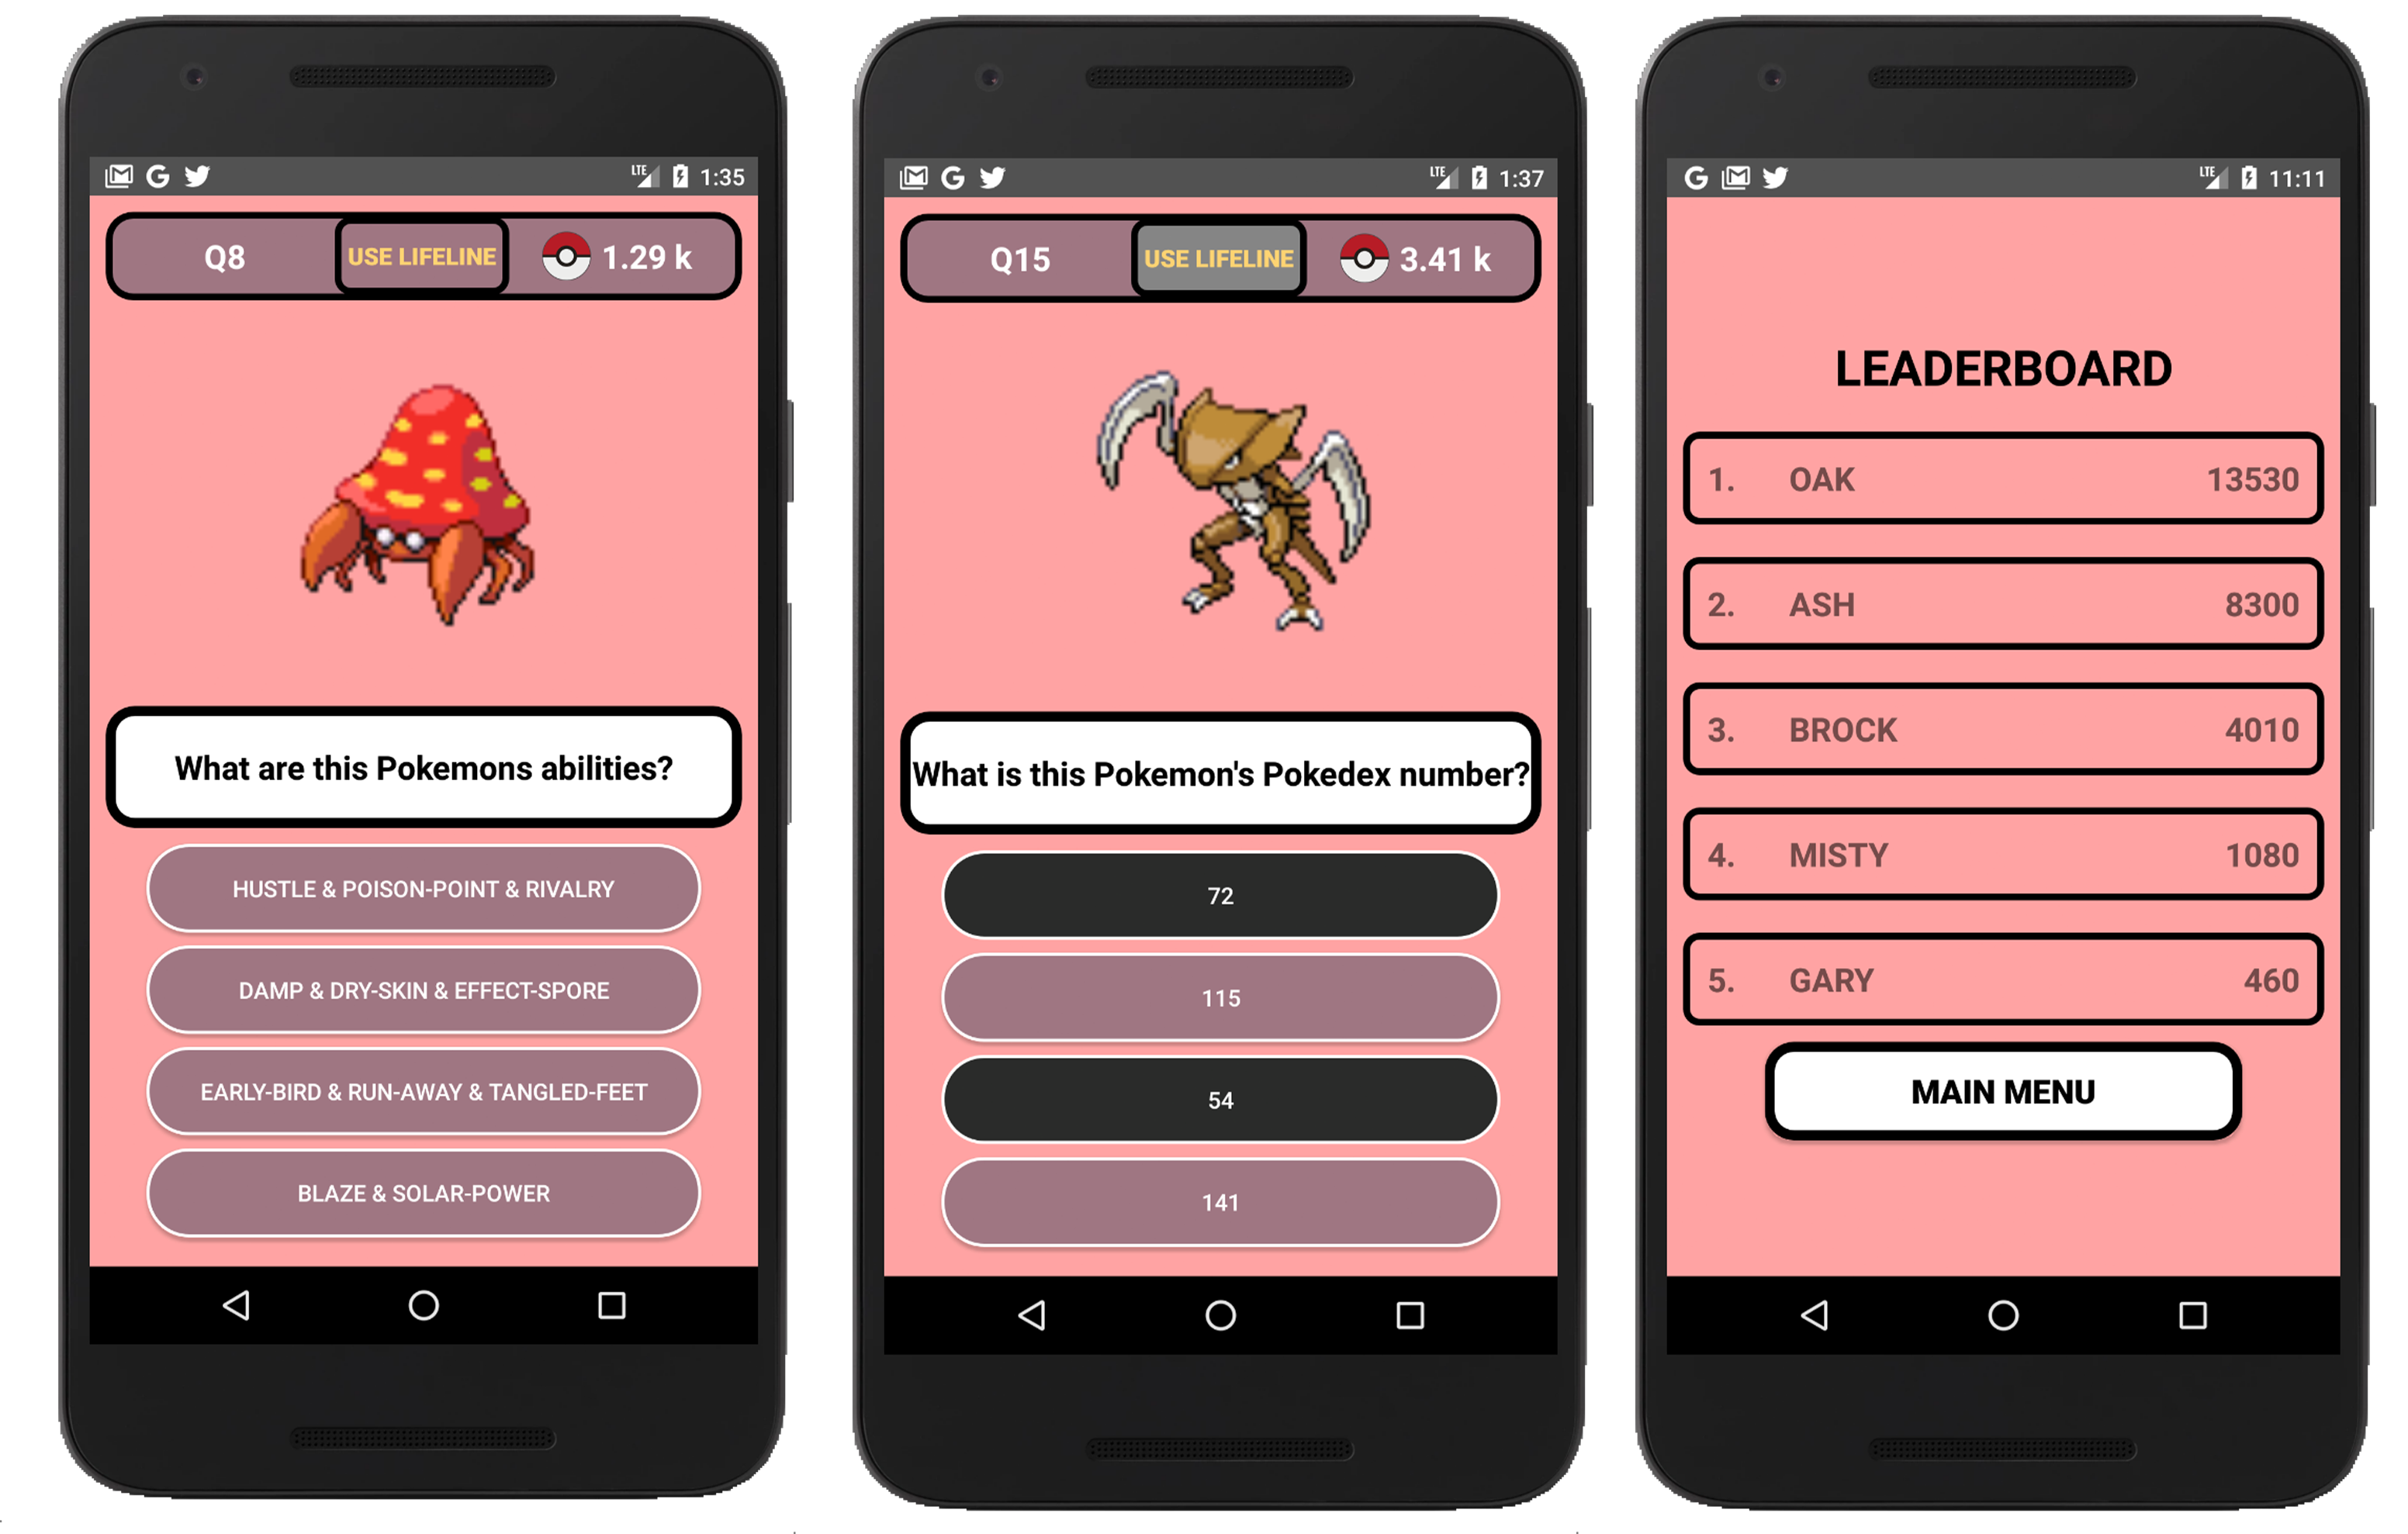 LTE 1:35
Q8 USE LIFELINE 1.29 k
What are this Pokemons abilities?
HUSTLE & POISON-POINT & RIVALRY
DAMP & DRY-SKIN & EFFECT-SPORE
EARLY-BIRD & RUN-AWAY & TANGLED-FEET
BLAZE & SOLAR-POWER
LTE 1:37
Q15 USE LIFELINE 3.41 k
What is this Pokemon's Pokedex number?
72
115
54
141
LTE 11:11
LEADERBOARD
1. OAK 13530
2. ASH 8300
3. BROCK 4010
4. MISTY 1080
5. GARY 460
MAIN MENU